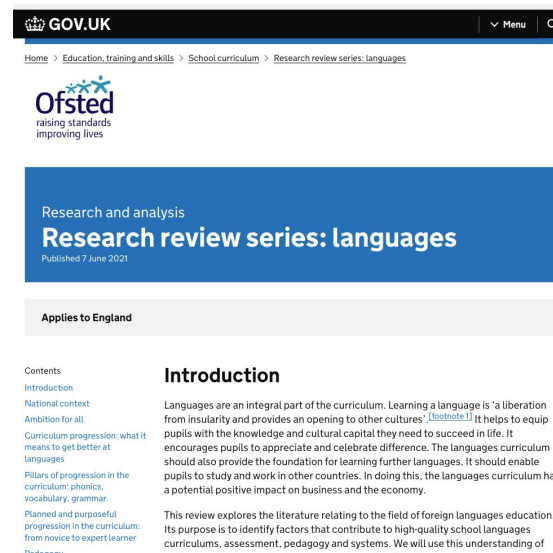 GOV.UK
Menu
Home > Education, training and skills > School curriculum > Research review series: languages
Ofsted
raising standards
improving lives
Research and analysis
Research review series: languages
Published 7 June 2021
Applies to England
Contents
Introduction
National context
Ambition for all
Curriculum progression: what it
means to get better at
languages
Pillars of progression in the
curriculum: phonics,
vocabulary, grammar
Planned and purposeful
progression in the curriculum:
from novice to expert learner
Pedagogy
Introduction
Languages are an integral part of the curriculum. Learning a language is ‘a liberation
from insularity and provides an opening to other cultures’. [footnote 1] It helps to equip
pupils with the knowledge and cultural capital they need to succeed in life. It
encourages pupils to appreciate and celebrate difference. The languages curriculum
should also provide the foundation for learning further languages. It should enable
pupils to study and work in other countries. In doing this, the languages curriculum ha
a potential positive impact on business and the economy.
This review explores the literature relating to the field of foreign languages education
Its purpose is to identify factors that contribute to high-quality school languages
curriculums, assessment, pedagogy and systems. We will use this understanding of